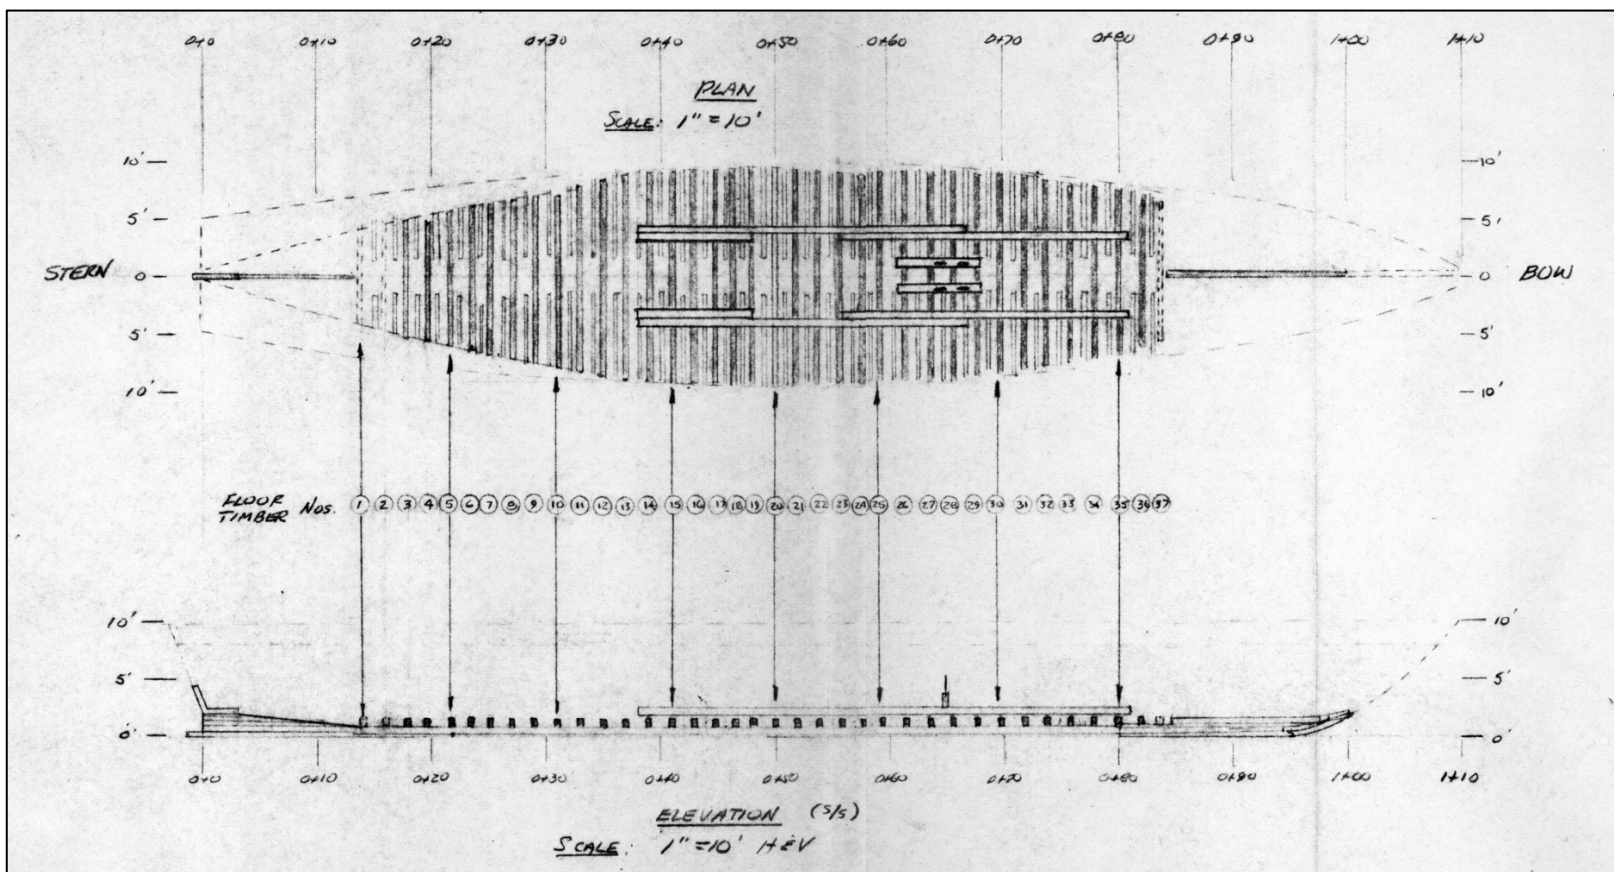 0+0 0+10 0+20 0+30 0+40 0+50 0+60 0+70 0+80 0+90 1+00 1+10
PLAN
SCALE: 1" = 10'
10' 10'
5' 5'
STERN 0 0 BOW
5' 5'
10' 10'
FLOOR TIMBER Nos. 1 2 3 4 5 6 7 8 9 10 11 12 13 14 15 16 17 18 19 20 21 22 23 24 25 26 27 28 29 30 31 32 33 34 35 36 37
10' 10'
5' 5'
0' 0'
0+0 0+10 0+20 0+30 0+40 0+50 0+60 0+70 0+80 0+90 1+00 1+10
ELEVATION (S/S)
SCALE: 1" = 10' H&V